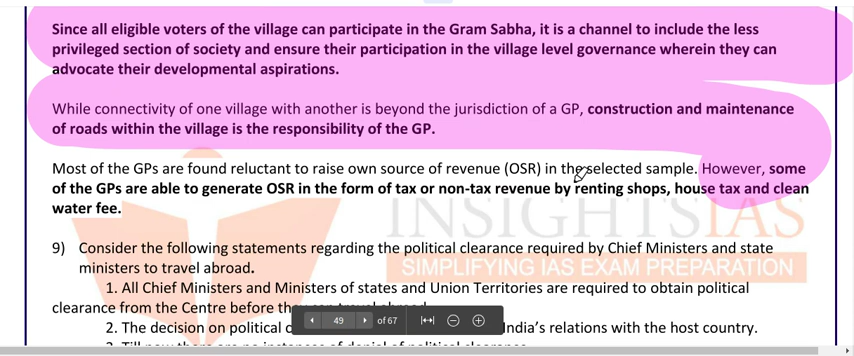 Since all eligible voters of the village can participate in the Gram Sabha, it is a channel to include the less
privileged section of society and ensure their participation in the village level governance wherein they can
advocate their developmental aspirations.
While connectivity of one village with another is beyond the jurisdiction of a GP, construction and maintenance
of roads within the village is the responsibility of the GP.
Most of the GPs are found reluctant to raise own source of revenue (OSR) in the selected sample. However, some
of the GPs are able to generate OSR in the form of tax or non-tax revenue by renting shops, house tax and clean
water fee.
INSIGHTSIAS
SIMPLIFYING IAS EXAM PREPARATION
9) Consider the following statements regarding the political clearance required by Chief Ministers and state
ministers to travel abroad.
1. All Chief Ministers and Ministers of states and Union Territories are required to obtain political
clearance from the Centre before
2. The decision on political India's relations with the host country.
49 of 67